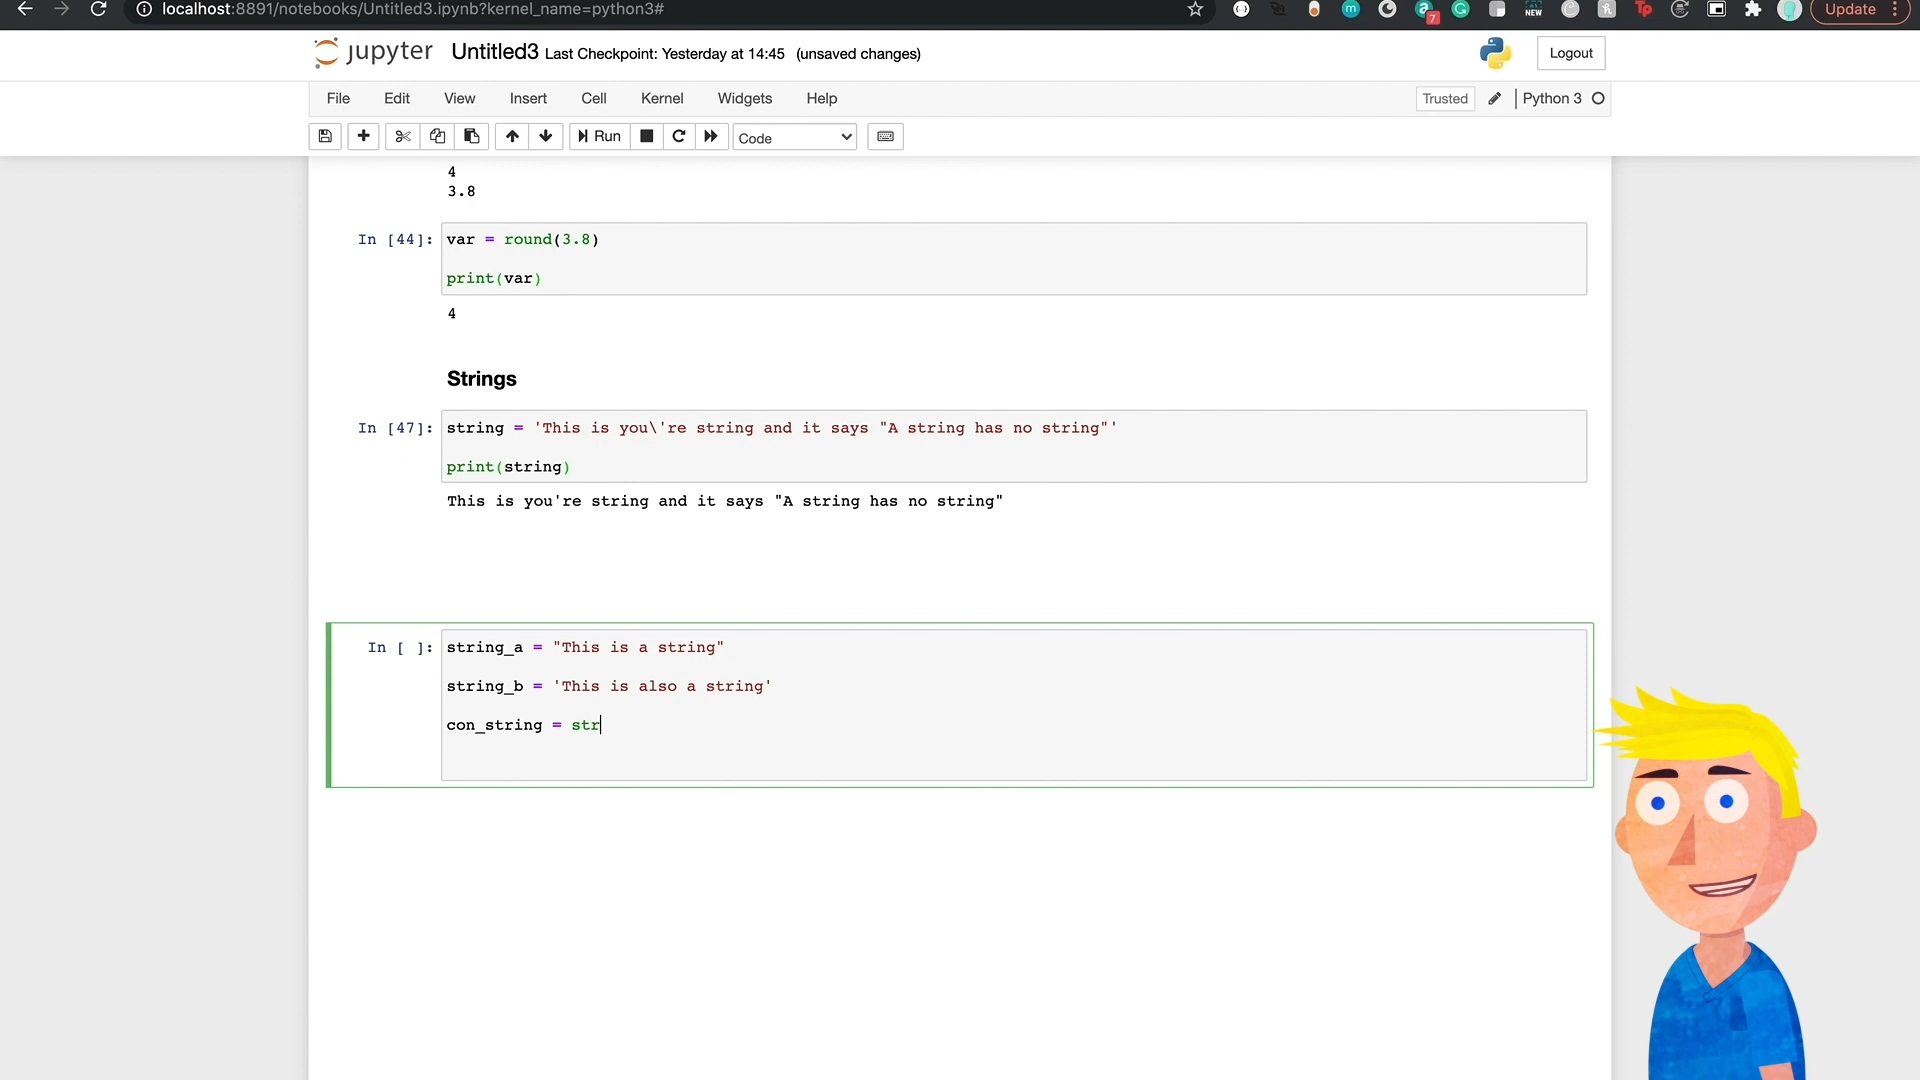 localhost:8891/notebooks/Untitled3.ipynb?kernel_name=python3#
7
NEW
Tp
Update
jupyter Untitled3 Last Checkpoint: Yesterday at 14:45 (unsaved changes)
Logout
File Edit View Insert Cell Kernel Widgets Help
Trusted Python 3
Run Code
4
3.8
In [44]: var = round(3.8)
print(var)
4
Strings
In [47]: string = 'This is you\'re string and it says "A string has no string"'
print(string)
This is you're string and it says "A string has no string"
In [ ]: string_a = "This is a string"
string_b = 'This is also a string'
con_string = str